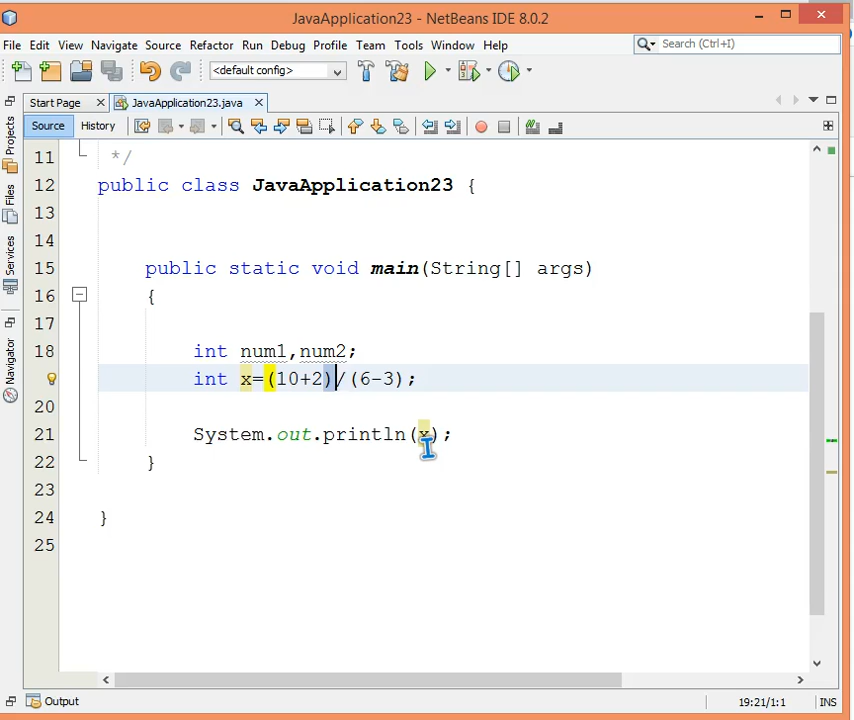 JavaApplication23 - NetBeans IDE 8.0.2
File Edit View Navigate Source Refactor Run Debug Profile Team Tools Window Help
Search (Ctrl+I)
<default config>
Start Page
JavaApplication23.java
Source History
Projects
Files
Services
Navigator
11 */
12 public class JavaApplication23 {
13
14
15 public static void main(String[] args)
16 {
17
18 int num1,num2;
int x=(10+2)/(6-3);
20
21 System.out.println(x);
22 }
23
24 }
25
Output
19:21/1:1 INS